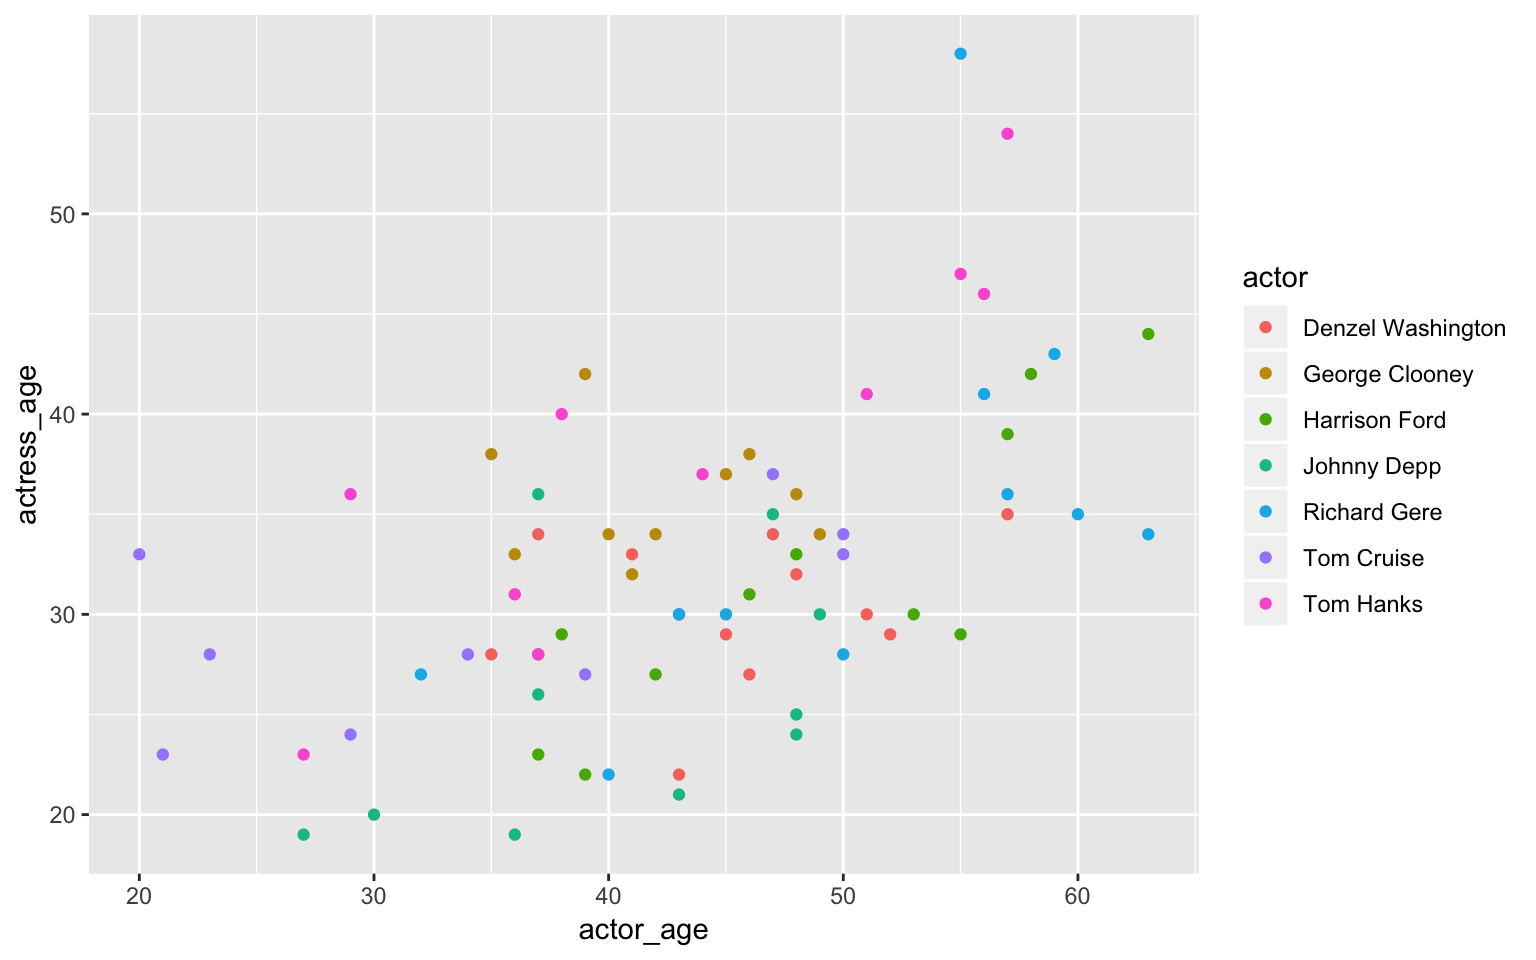 50
40
30
20
actress_age
20 30 40 50 60
actor_age
actor
Denzel Washington
George Clooney
Harrison Ford
Johnny Depp
Richard Gere
Tom Cruise
Tom Hanks